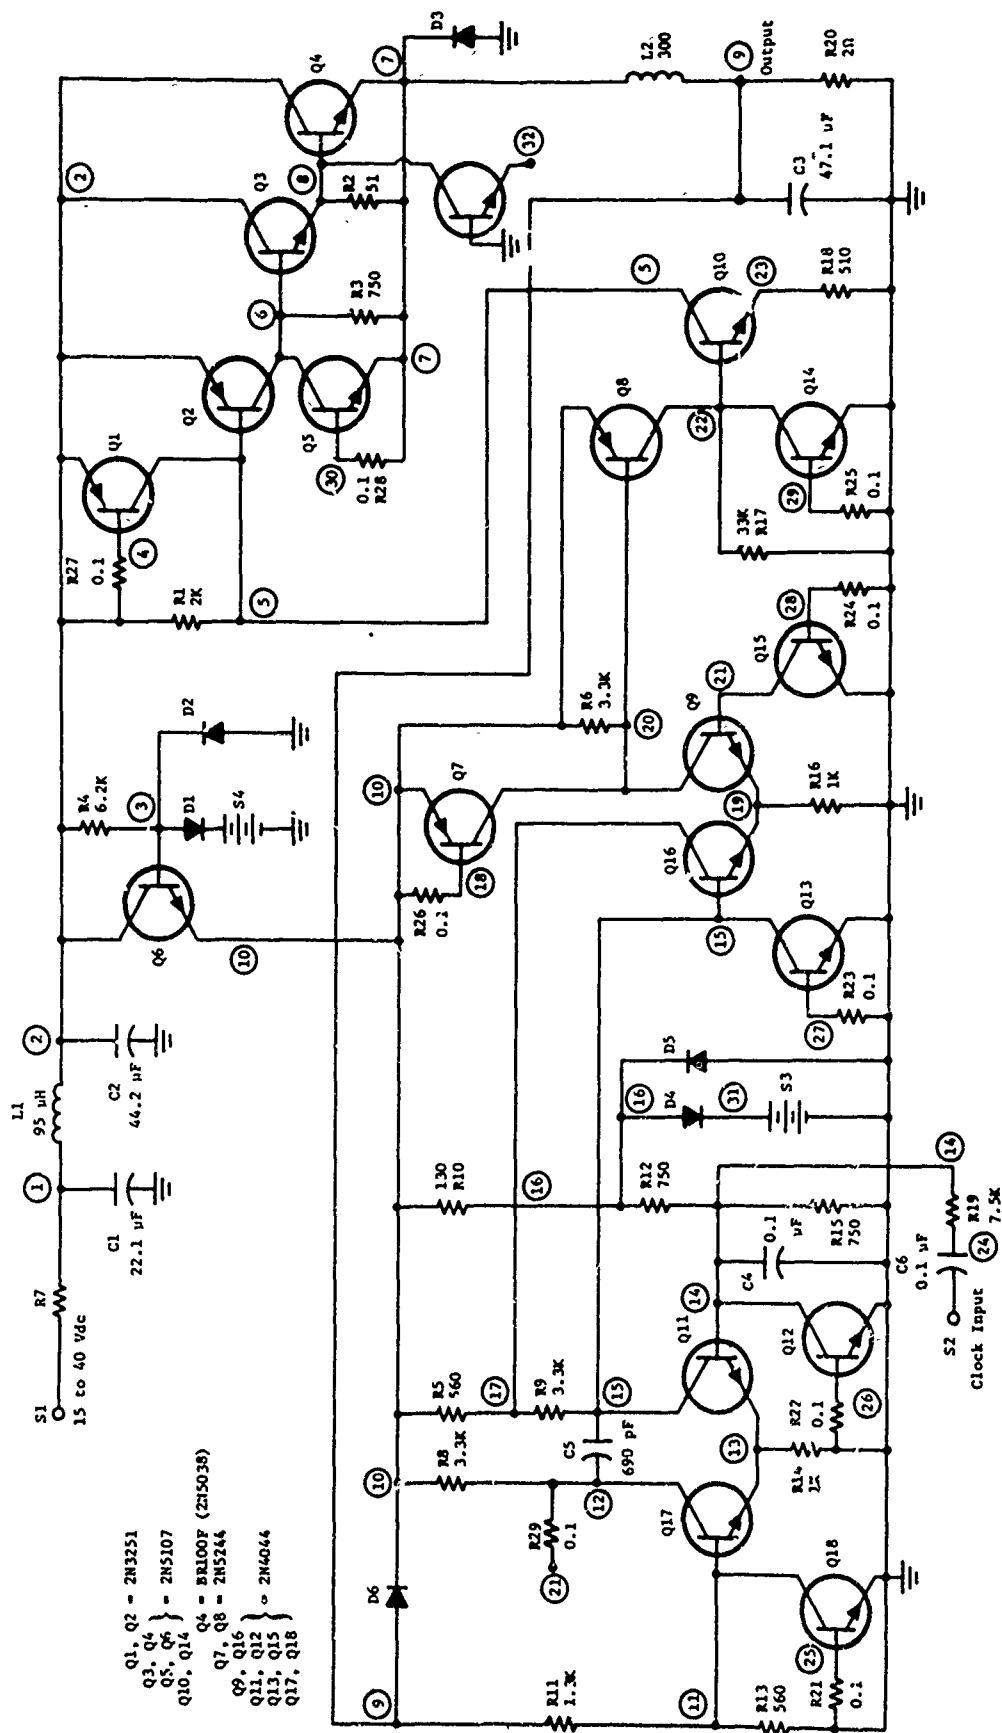 S1
15 to 40 Vdc
R7
1
C1
22.1 µF
L1
95 µH
2
C2
44.2 µF
Q6
R4
6.2K
3
D1
S4
D2
10
R27
0.1
4
Q1
R1
2K
5
Q2
Q5
30
0.1
R28
6
R3
750
7
2
Q3
8
R2
51
Q4
32
7
D3
L2
300
9
Output
R20
2Ω
C3
47.1 µF
5
Q10
23
R18
510
Q8
22
Q14
29
R25
0.1
33K
R17
28
R24
0.1
Q15
21
Q9
R6
3.3K
20
10
Q7
18
R26
0.1
19
R16
1K
Q16
15
Q13
27
R23
0.1
D5
16
D4
31
S3
130
R10
16
R12
750
14
R19
7.5K
24
C6
0.1 µF
S2
Clock Input
R15
750
C4
0.1
µF
14
Q11
Q12
26
R22
0.1
R5
560
17
R9
3.3K
15
C5
690 pF
10
R8
3.3K
12
13
R14
1K
R29
0.1
21
Q17
Q18
25
R21
0.1
D6
9
R11
1.3K
11
R13
560
Q1, Q2 = 2N3251
Q3, Q4
Q5, Q6 = 2N5107
Q10, Q14
Q4 = BR100F (2N5038)
Q7, Q8 = 2N5244
Q9, Q16
Q11, Q12 = 2N4044
Q13, Q15
Q17, Q18